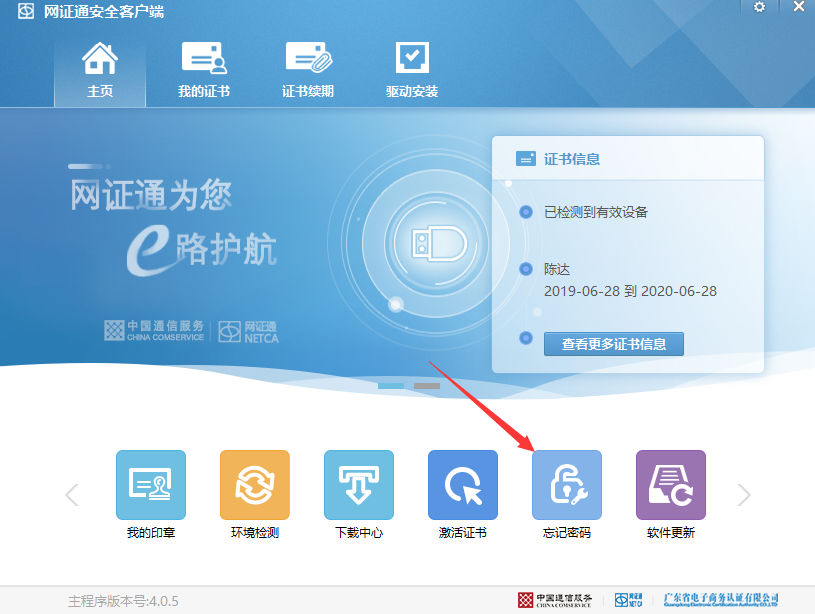 网证通安全客户端
主页
我的证书
证书续期
驱动安装
网证通为您
e路护航
中国通信服务
CHINA COMSERVICE
网证通
NETCA
证书信息
已检测到有效设备
陈达
2019-06-28 到 2020-06-28
查看更多证书信息
我的印章
环境检测
下载中心
激活证书
忘记密码
软件更新
主程序版本号:4.0.5
中国通信服务
CHINA COMSERVICE
网证通
NETCA
广东省电子商务认证有限公司
Guangdong Electronic Certification Authority CO.,LTD